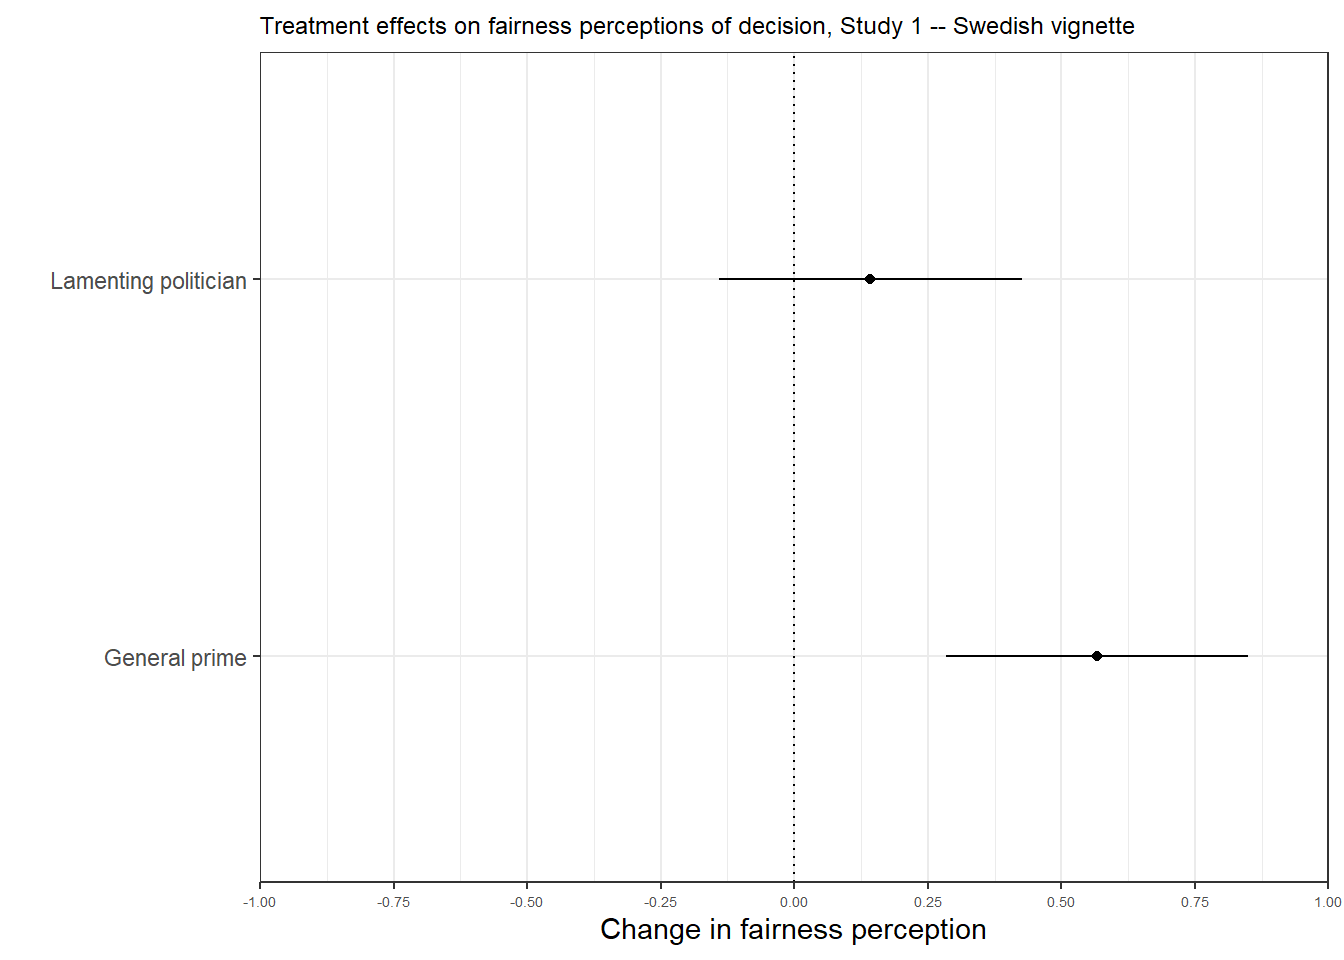 Treatment effects on fairness perceptions of decision, Study 1 -- Swedish vignette
Lamenting politician
General prime
-1.00 -0.75 -0.50 -0.25 0.00 0.25 0.50 0.75 1.00
Change in fairness perception